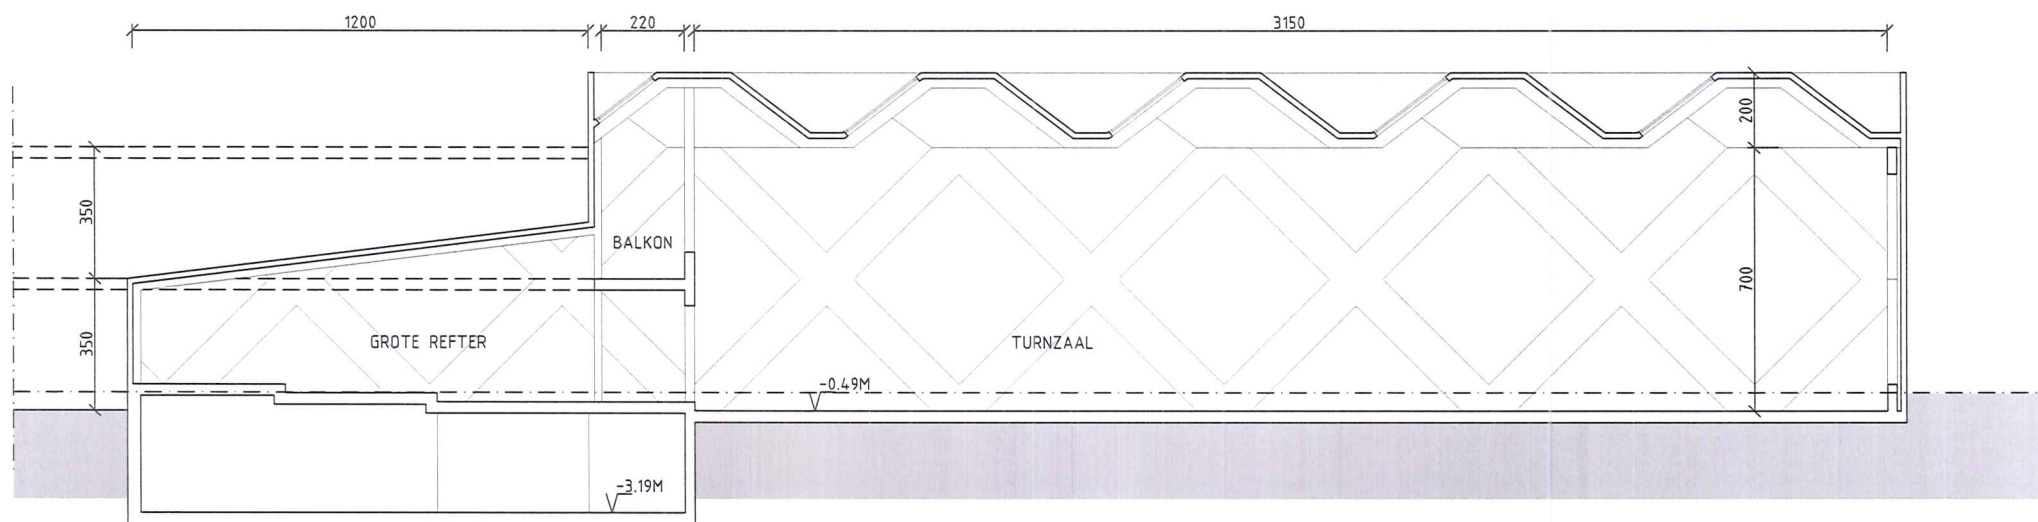 1200
220
3150
200
350
BALKON
700
350
GROTE REFTER
TURNZAAL
-0.49M
-3.19M